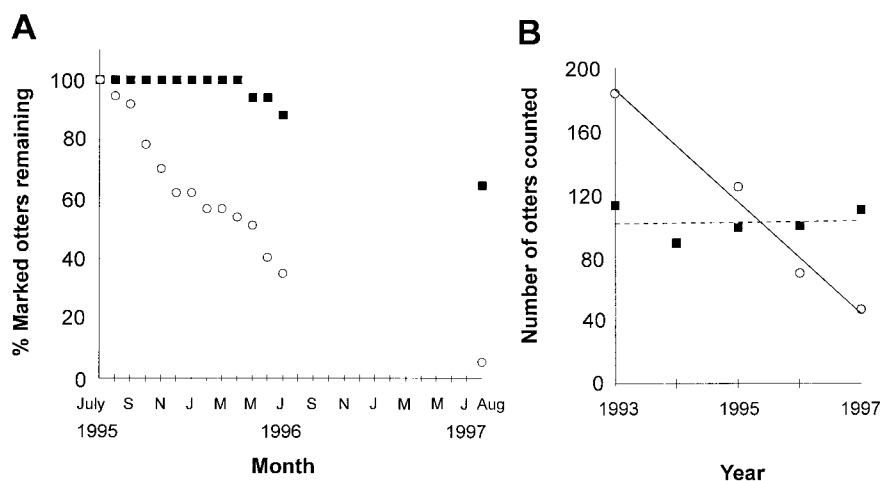 A
% Marked otters remaining
100
80
60
40
20
0
July S N J M M J S N J M M J Aug
1995 1996 1997
Month
B
Number of otters counted
200
160
120
80
40
0
1993 1995 1997
Year